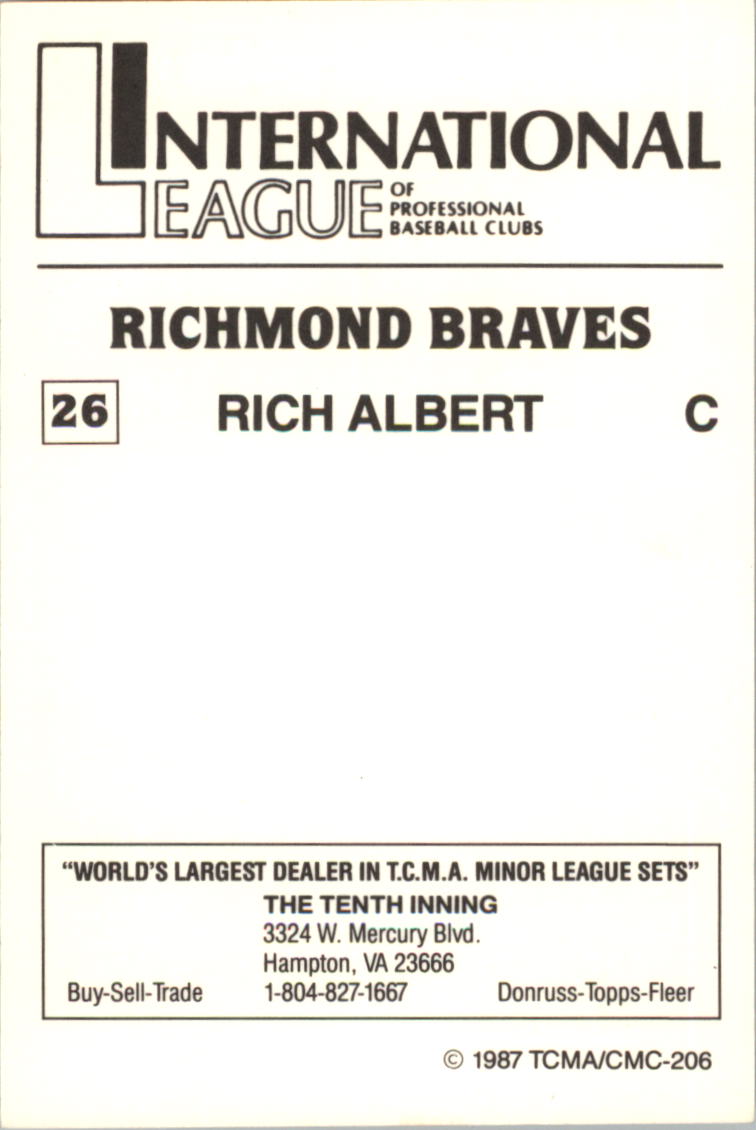 INTERNATIONAL
LEAGUE OF
PROFESSIONAL
BASEBALL CLUBS
RICHMOND BRAVES
26 RICH ALBERT C
“WORLD'S LARGEST DEALER IN T.C.M.A. MINOR LEAGUE SETS”
THE TENTH INNING
3324 W. Mercury Blvd.
Hampton, VA 23666
Buy-Sell-Trade 1-804-827-1667 Donruss-Topps-Fleer
© 1987 TCMA/CMC-206